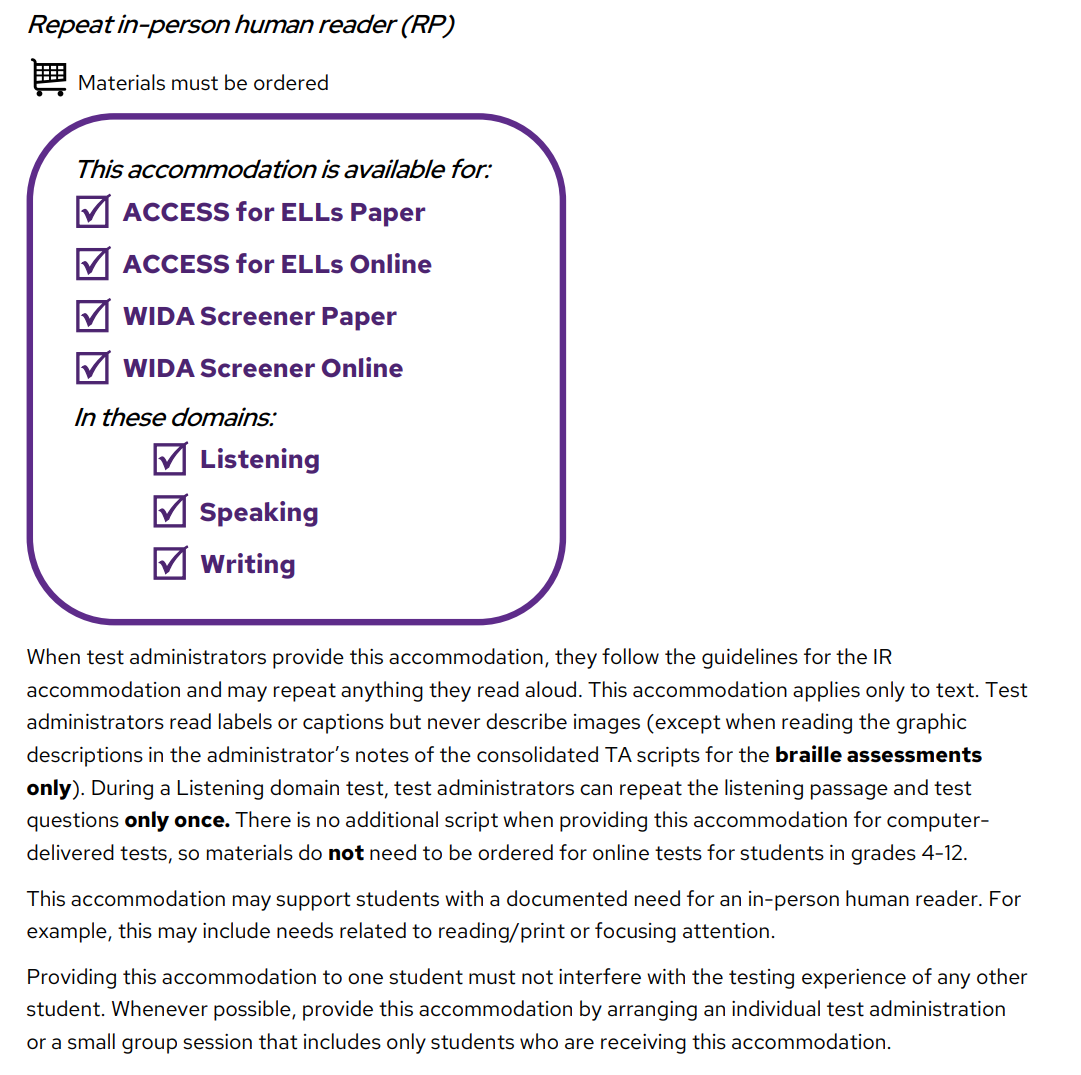 Repeat in-person human reader (RP)
Materials must be ordered
This accommodation is available for:
ACCESS for ELLs Paper
ACCESS for ELLs Online
WIDA Screener Paper
WIDA Screener Online
In these domains:
Listening
Speaking
Writing
When test administrators provide this accommodation, they follow the guidelines for the IR
accommodation and may repeat anything they read aloud. This accommodation applies only to text. Test
administrators read labels or captions but never describe images (except when reading the graphic
descriptions in the administrator's notes of the consolidated TA scripts for the braille assessments
only). During a Listening domain test, test administrators can repeat the listening passage and test
questions only once. There is no additional script when providing this accommodation for computer-
delivered tests, so materials do not need to be ordered for online tests for students in grades 4-12.
This accommodation may support students with a documented need for an in-person human reader. For
example, this may include needs related to reading/print or focusing attention.
Providing this accommodation to one student must not interfere with the testing experience of any other
student. Whenever possible, provide this accommodation by arranging an individual test administration
or a small group session that includes only students who are receiving this accommodation.